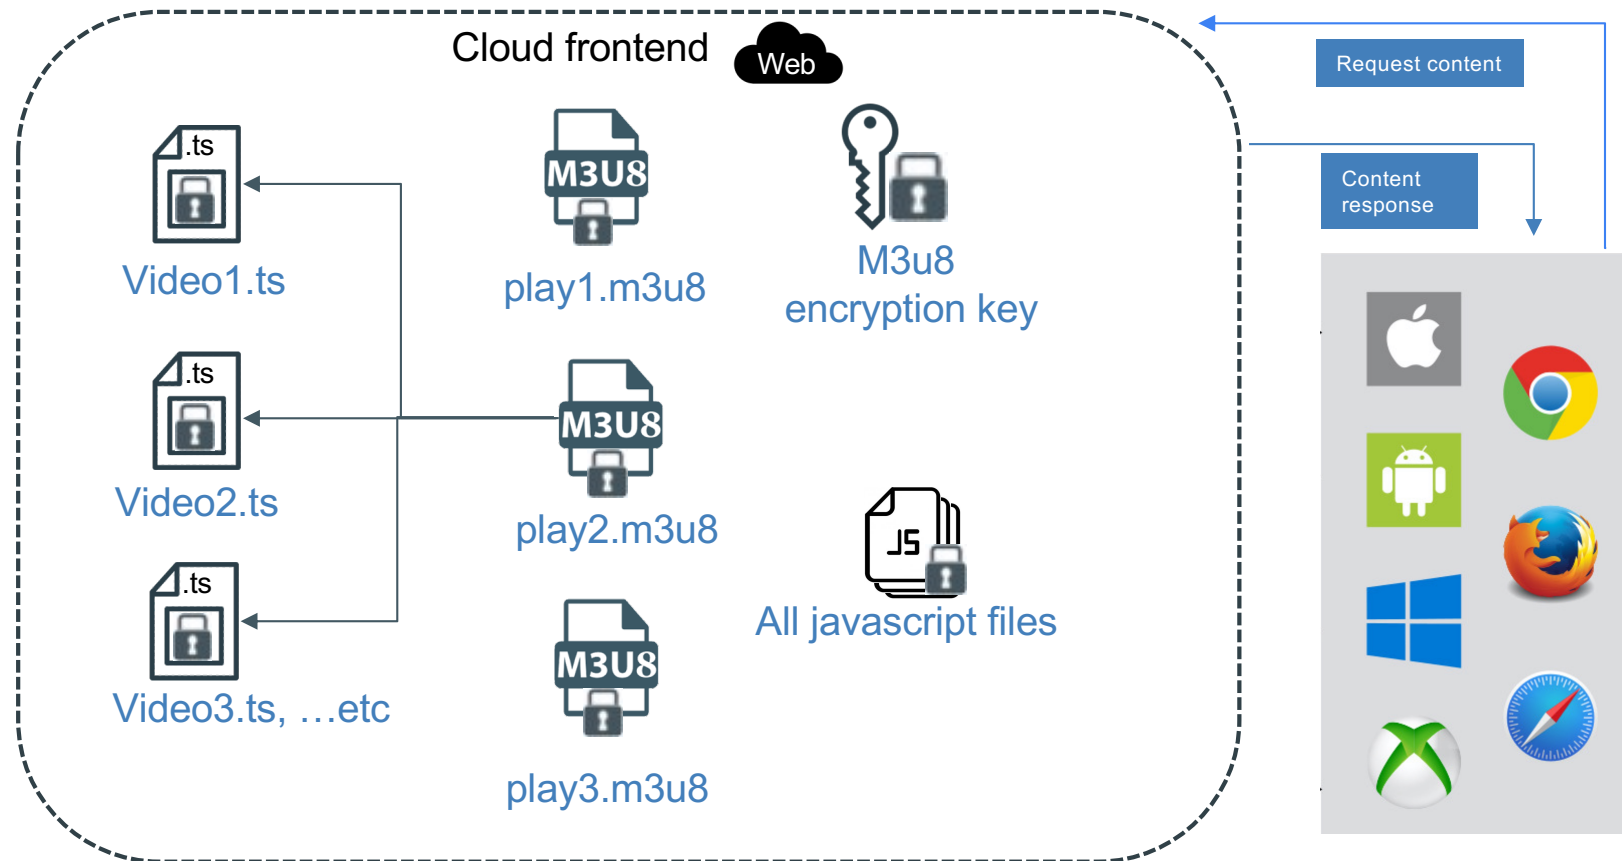 Cloud frontend
Web
Request content
Content
response
.ts
Video1.ts
M3U8
play1.m3u8
M3u8
encryption key
.ts
Video2.ts
M3U8
play2.m3u8
JS
All javascript files
.ts
Video3.ts, …etc
M3U8
play3.m3u8